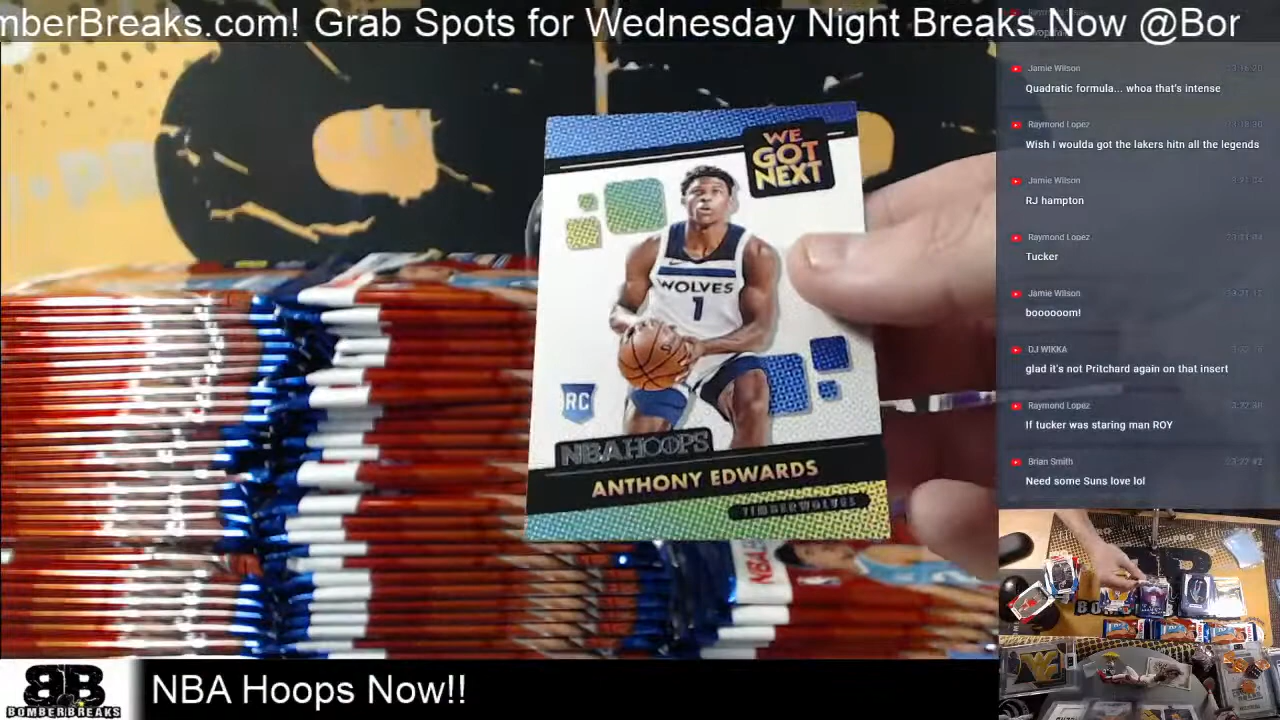 mberBreaks.com! Grab Spots for Wednesday Night Breaks Now @Bor
Jamie Wilson
Quadratic formula... whoa that's intense
Raymond Lopez
Wish I woulda got the lakers hitn all the legends
Jamie Wilson
RJ hampton
Raymond Lopez
Tucker
Jamie Wilson
boooooom!
DJ WIKKA
glad it's not Pritchard again on that insert
Raymond Lopez
If tucker was staring man ROY
Brian Smith
Need some Suns love lol
WE
GOT
NEXT
WOLVES
1
RC
NBA HOOPS
ANTHONY EDWARDS
TIMBERWOLVES
BB
BOMBERBREAKS
NBA Hoops Now!!